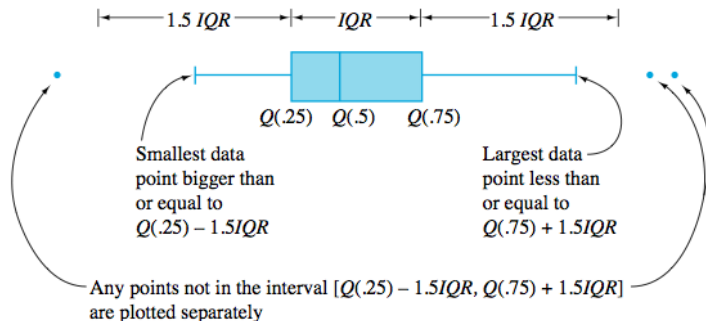 1.5 IQR IQR 1.5 IQR
Q(.25) Q(.5) Q(.75)
Smallest data
point bigger than
or equal to
Q(.25) – 1.5IQR
Largest data
point less than
or equal to
Q(.75) + 1.5IQR
Any points not in the interval [Q(.25) – 1.5IQR, Q(.75) + 1.5IQR]
are plotted separately